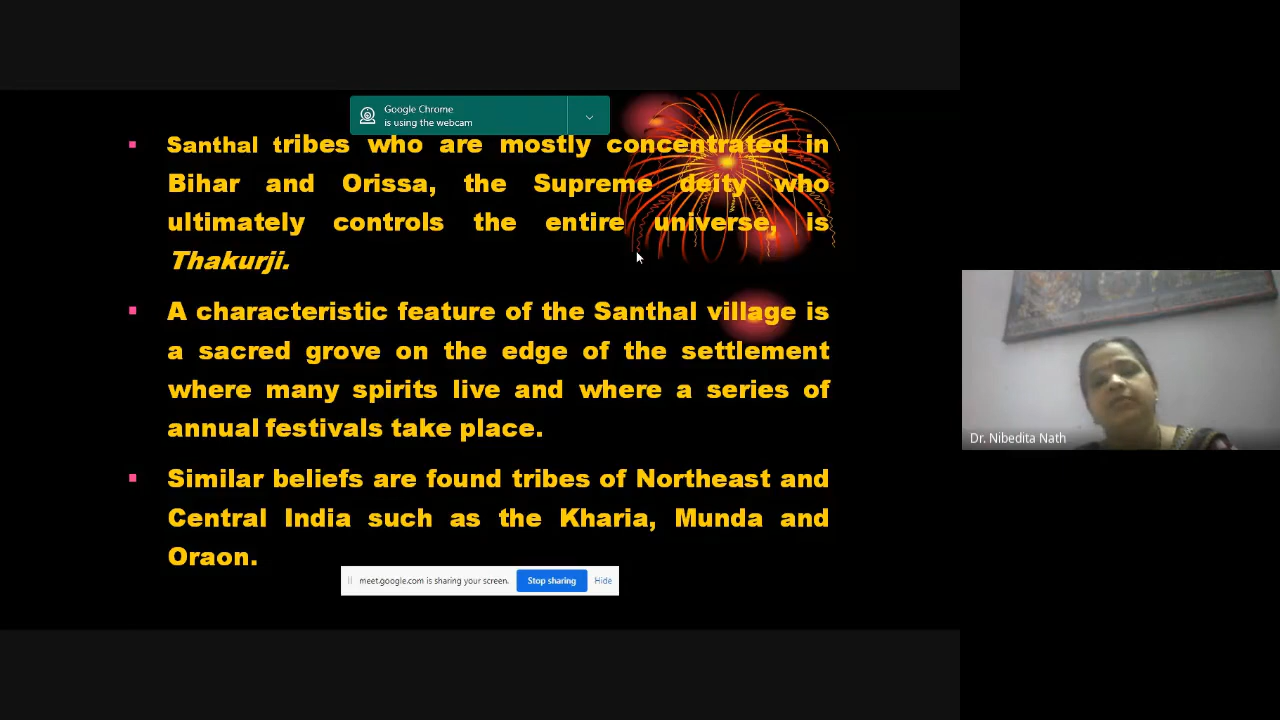 Google Chrome
is using the webcam
▪ Santhal tribes who are mostly concentrated in
Bihar and Orissa, the Supreme deity who
ultimately controls the entire universe, is
Thakurji.
▪ A characteristic feature of the Santhal village is
a sacred grove on the edge of the settlement
where many spirits live and where a series of
annual festivals take place.
▪ Similar beliefs are found tribes of Northeast and
Central India such as the Kharia, Munda and
Oraon.
meet.google.com is sharing your screen. Stop sharing Hide
Dr. Nibedita Nath